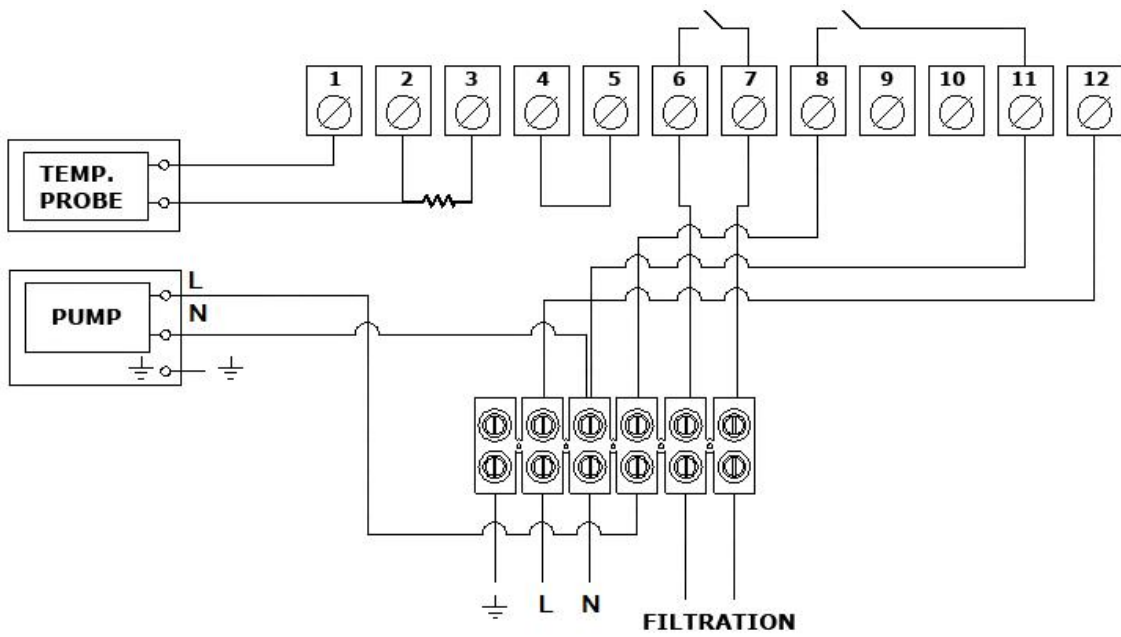 1 2 3 4 5 6 7 8 9 10 11 12
TEMP.
PROBE
L
N
PUMP
L N
FILTRATION